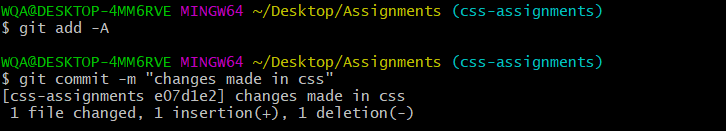 WQA@DESKTOP-4MM6RVE MINGW64 ~/Desktop/Assignments (css-assignments)
$ git add -A
WQA@DESKTOP-4MM6RVE MINGW64 ~/Desktop/Assignments (css-assignments)
$ git commit -m "changes made in css"
[css-assignments e07d1e2] changes made in css
 1 file changed, 1 insertion(+), 1 deletion(-)